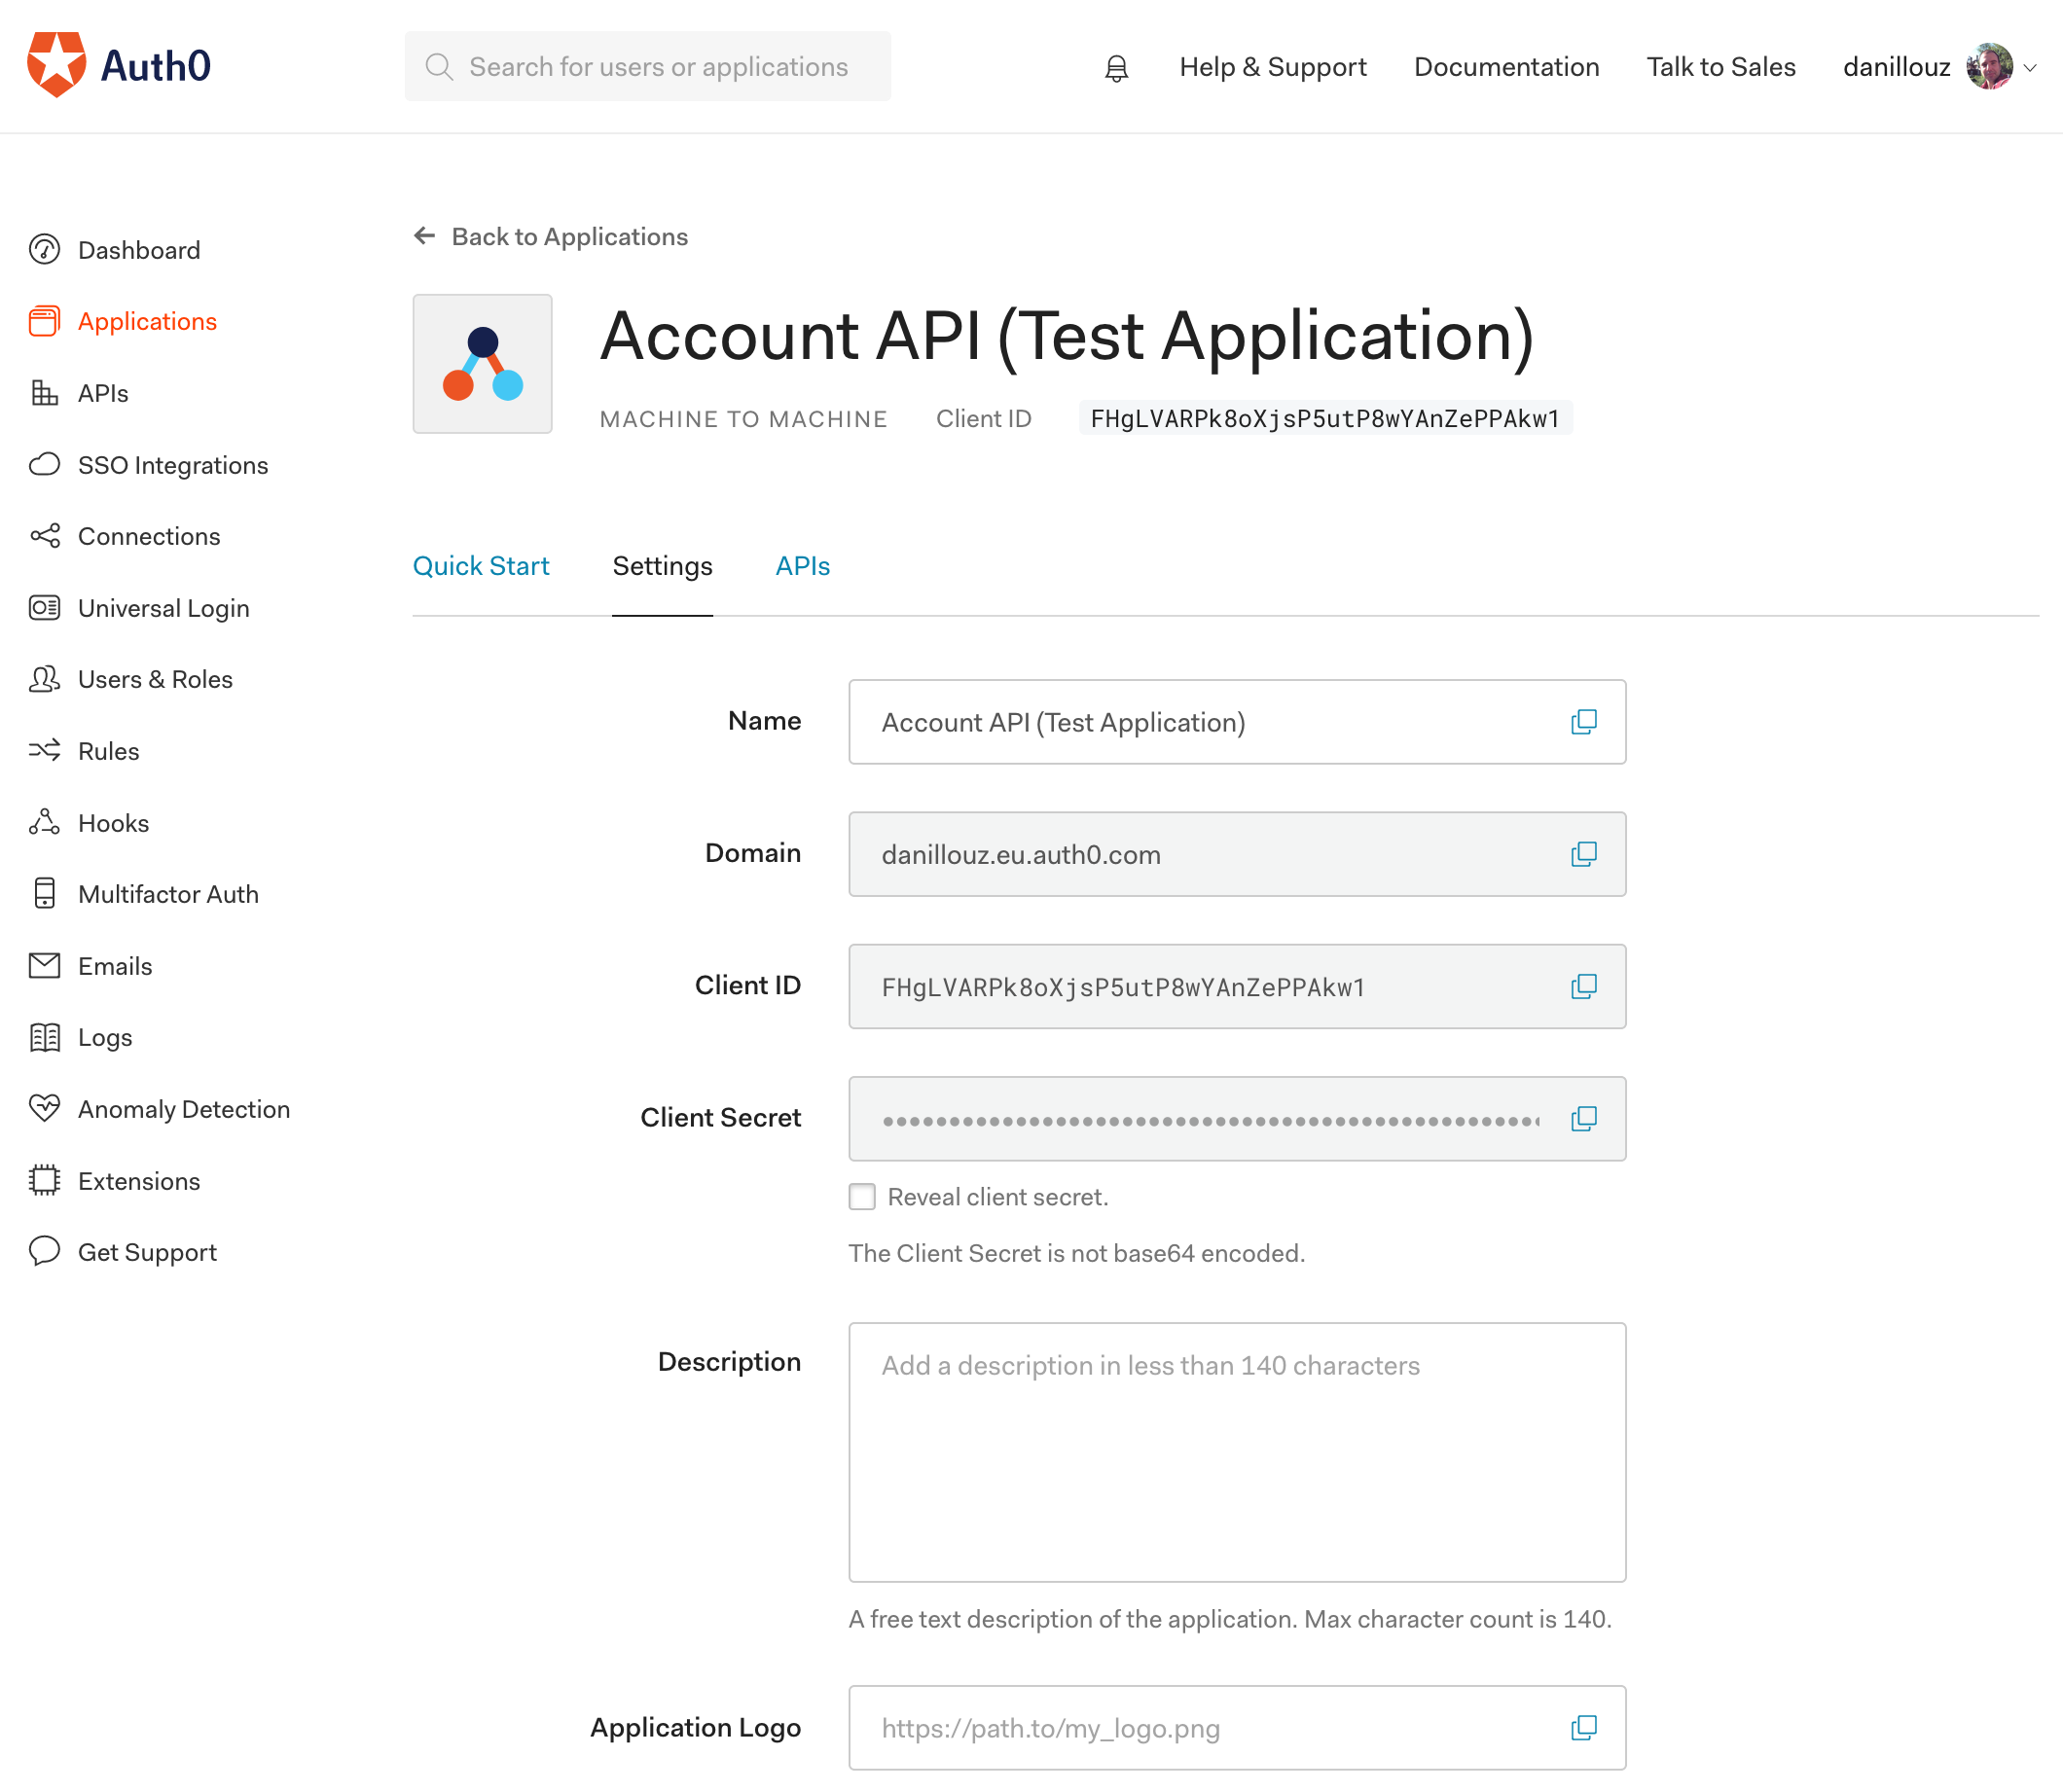 Auth0
Search for users or applications
Help & Support
Documentation
Talk to Sales
danillouz
Dashboard
Applications
APIs
SSO Integrations
Connections
Universal Login
Users & Roles
Rules
Hooks
Multifactor Auth
Emails
Logs
Anomaly Detection
Extensions
Get Support
Back to Applications
Account API (Test Application)
MACHINE TO MACHINE
Client ID
FHgLVARPk8oXjsP5utP8wYAnZePPAkw1
Quick Start
Settings
APIs
Name
Account API (Test Application)
Domain
danillouz.eu.auth0.com
Client ID
FHgLVARPk8oXjsP5utP8wYAnZePPAkw1
Client Secret
Reveal client secret.
The Client Secret is not base64 encoded.
Description
Add a description in less than 140 characters
A free text description of the application. Max character count is 140.
Application Logo
https://path.to/my_logo.png